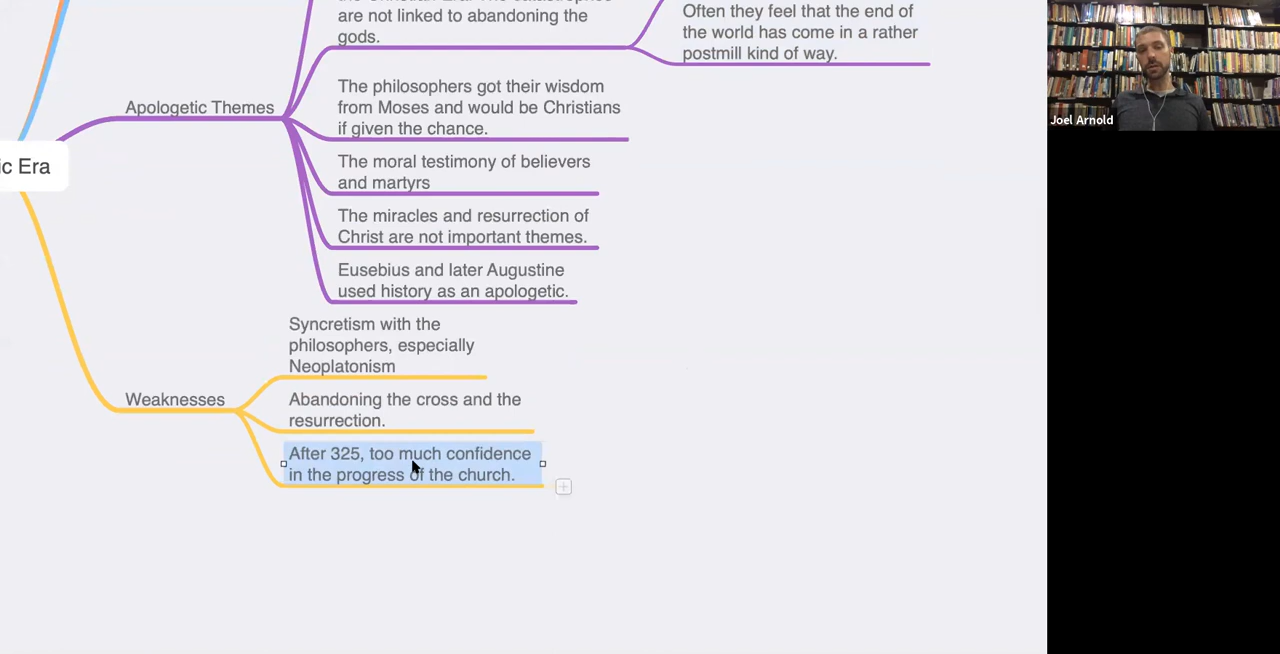 are not linked to abandoning the
gods.
Often they feel that the end of
the world has come in a rather
postmill kind of way.
The philosophers got their wisdom
from Moses and would be Christians
if given the chance.
Apologetic Themes
The moral testimony of believers
and martyrs
ic Era
The miracles and resurrection of
Christ are not important themes.
Eusebius and later Augustine
used history as an apologetic.
Syncretism with the
philosophers, especially
Neoplatonism
Weaknesses
Abandoning the cross and the
resurrection.
After 325, too much confidence
in the progress of the church.
Joel Arnold